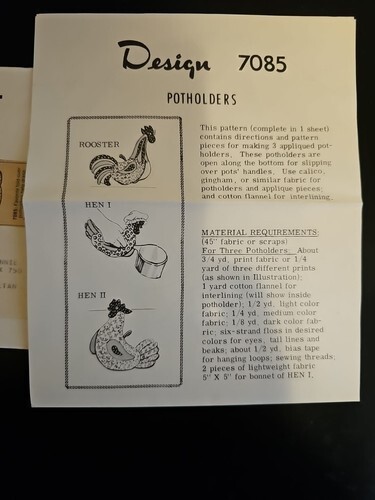 Design 7085
POTHOLDERS
ROOSTER
HEN I
HEN II
This pattern (complete in 1 sheet)
contains directions and pattern
pieces for making 3 appliqued pot-
holders. These potholders are
open along the bottom for slipping
over pots' handles. Use calico,
gingham, or similar fabric for
potholders and applique pieces;
and cotton flannel for interlining.
MATERIAL REQUIREMENTS:
(45" fabric or scraps)
For Three Potholders: About
3/4 yd. print fabric or 1/4
yard of three different prints
(as shown in Illustration);
1 yard cotton flannel for
interlining (will show inside
potholder); 1/2 yd. light color
fabric; 1/4 yd. medium color
fabric; 1/8 yd. dark color fab-
ric; six-strand floss in desired
colors for eyes, tail lines and
beaks; about 1/2 yd. bias tape
for hanging loops; sewing threads;
2 pieces of lightweight fabric
5" X 5" for bonnet of HEN I.